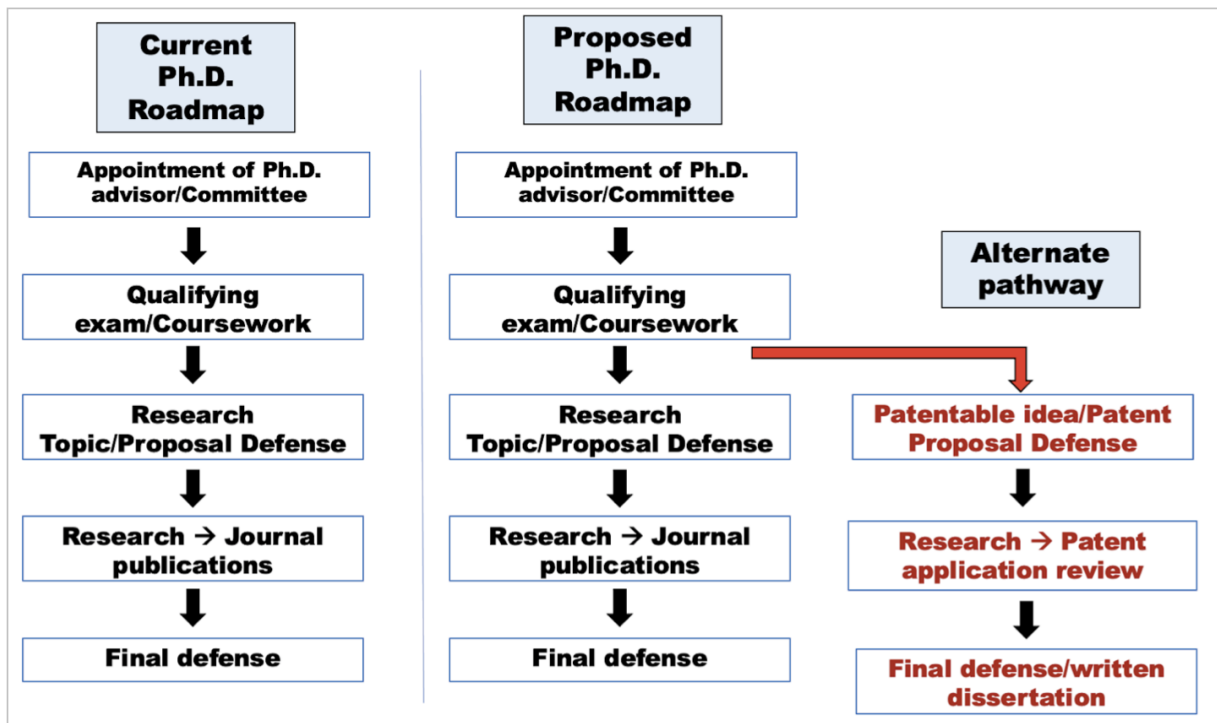 Current
Ph.D.
Roadmap
Appointment of Ph.D.
advisor/Committee
Qualifying
exam/Coursework
Research
Topic/Proposal Defense
Research → Journal
publications
Final defense
Proposed
Ph.D.
Roadmap
Appointment of Ph.D.
advisor/Committee
Qualifying
exam/Coursework
Research
Topic/Proposal Defense
Research → Journal
publications
Final defense
Alternate
pathway
Patentable idea/Patent
Proposal Defense
Research → Patent
application review
Final defense/written
dissertation